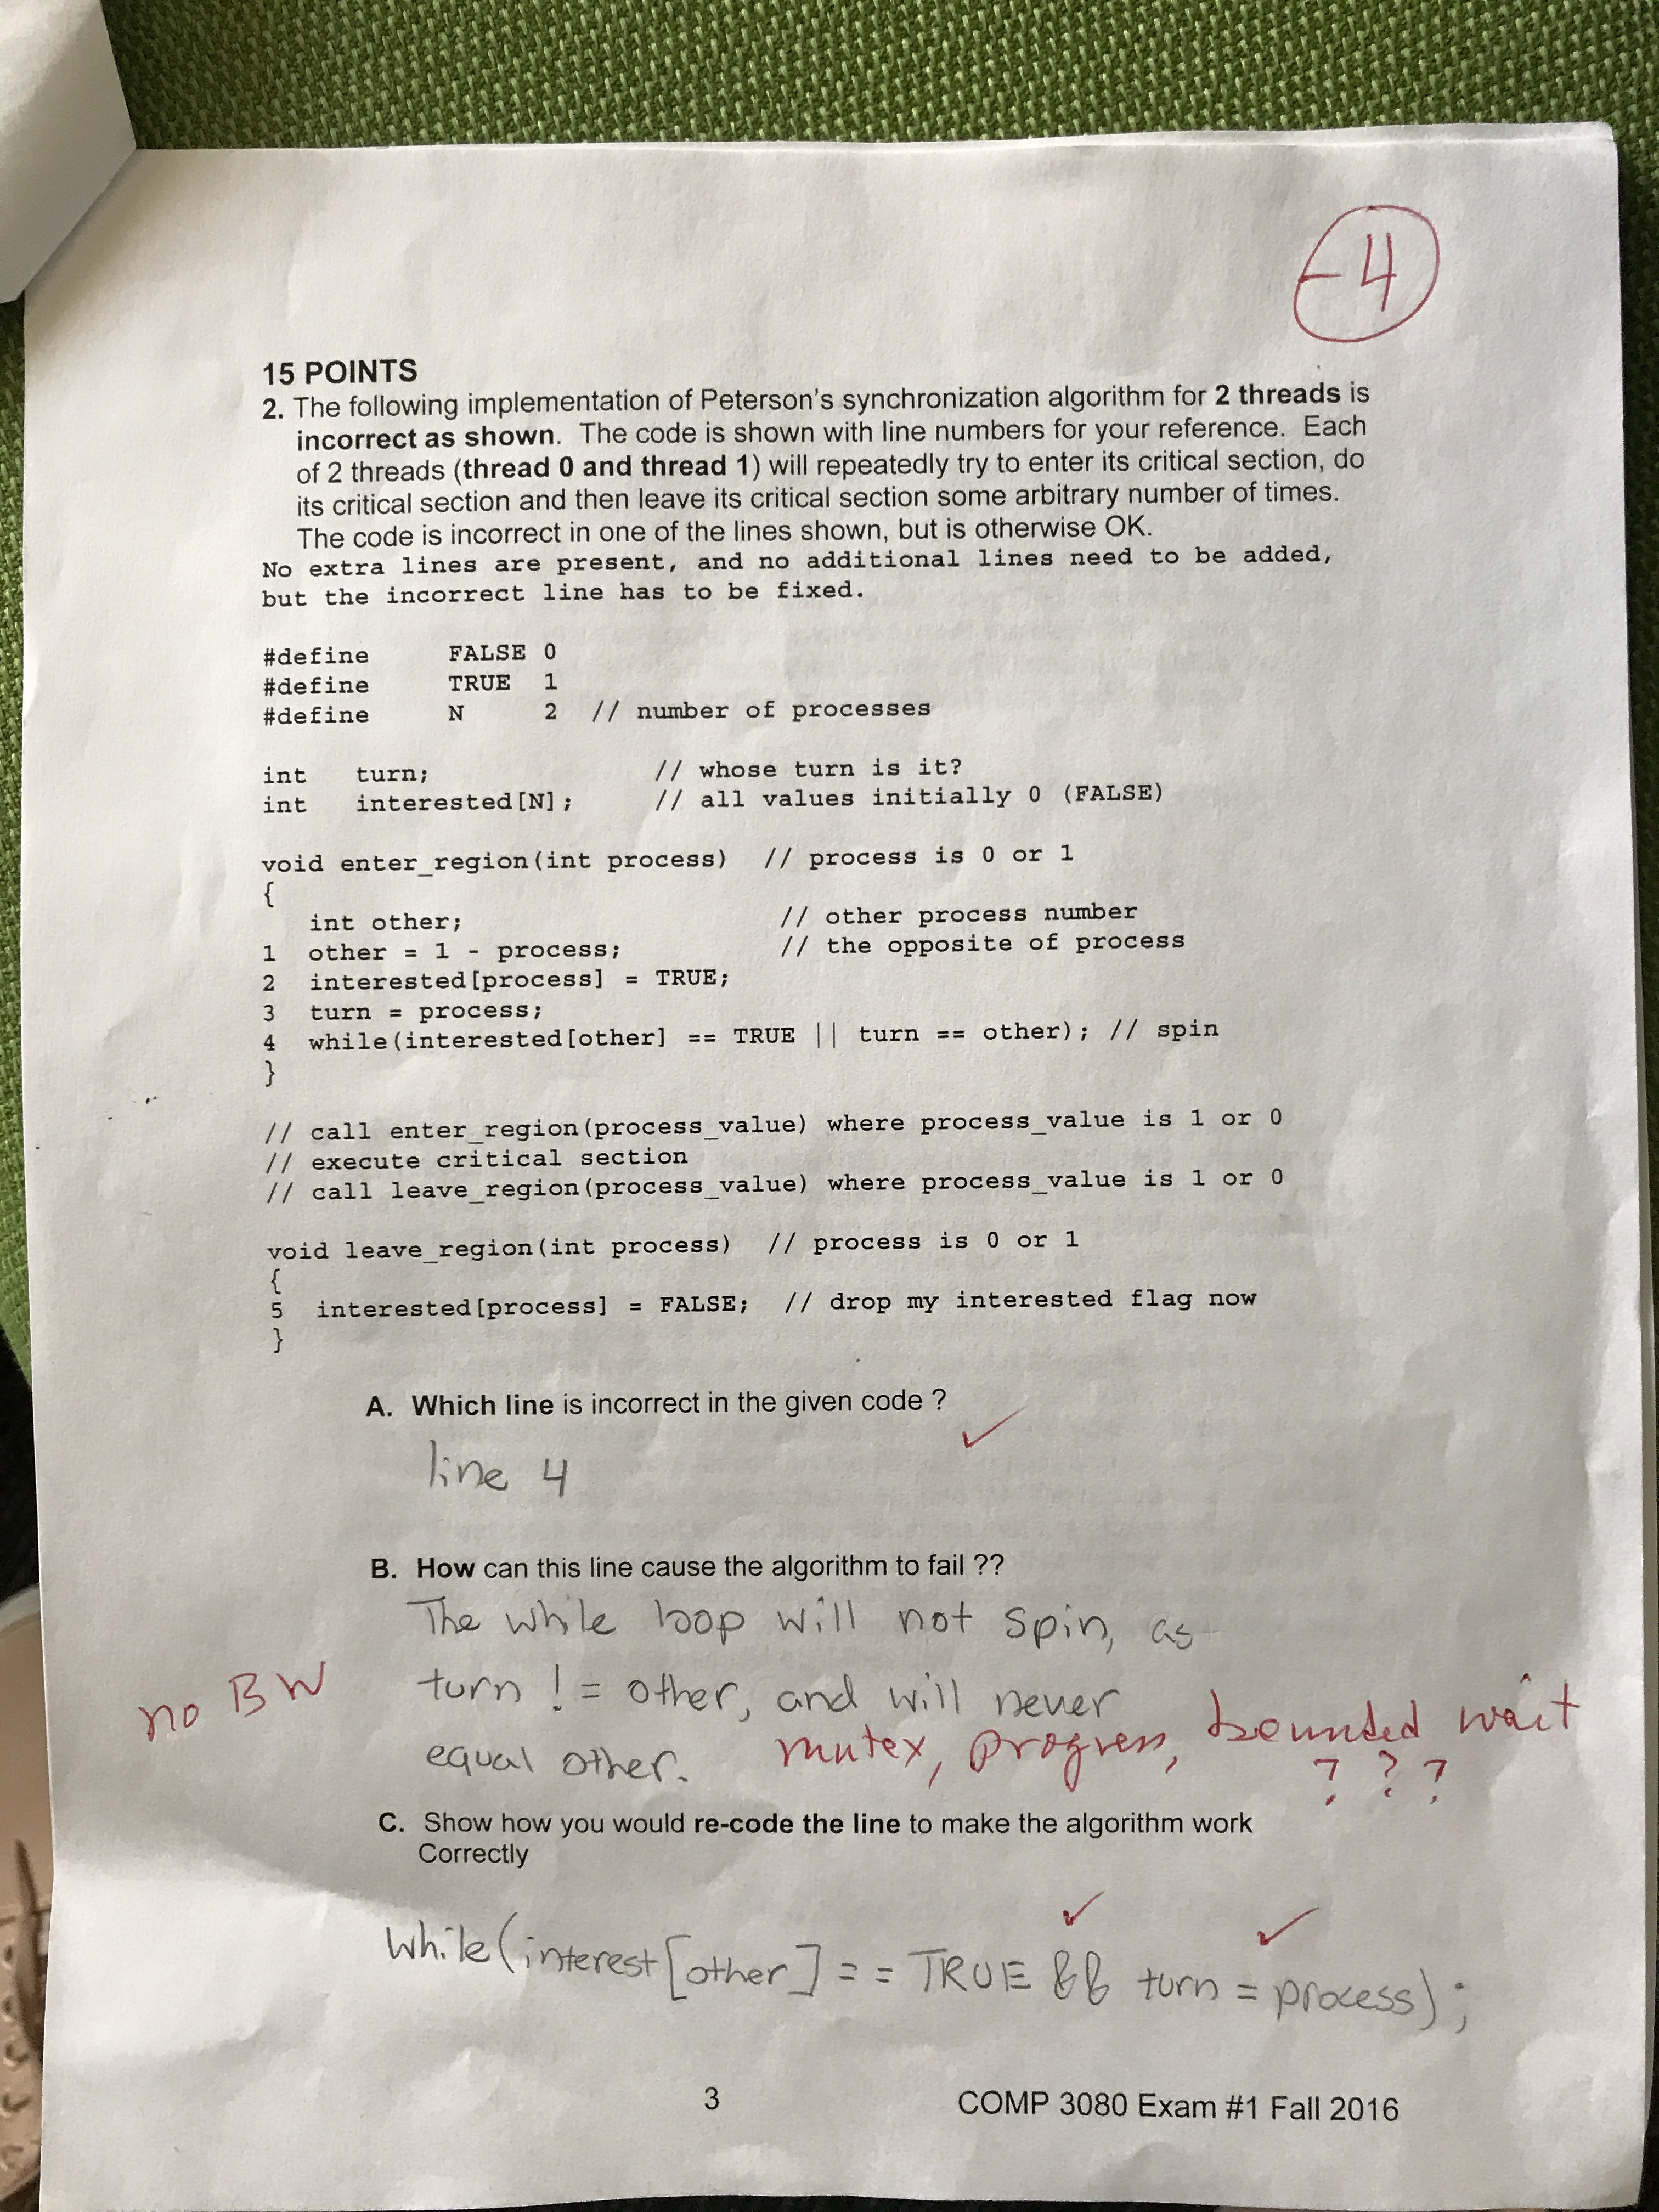 -4
15 POINTS
2. The following implementation of Peterson's synchronization algorithm for 2 threads is
incorrect as shown. The code is shown with line numbers for your reference. Each
of 2 threads (thread 0 and thread 1) will repeatedly try to enter its critical section, do
its critical section and then leave its critical section some arbitrary number of times.
The code is incorrect in one of the lines shown, but is otherwise OK.
No extra lines are present, and no additional lines need to be added,
but the incorrect line has to be fixed.
#define FALSE 0
#define TRUE 1
#define N 2 // number of processes
int turn; // whose turn is it?
int interested[N]; // all values initially 0 (FALSE)
void enter_region(int process) // process is 0 or 1
{
int other; // other process number
1 other = 1 - process; // the opposite of process
2 interested[process] = TRUE;
3 turn = process;
4 while(interested[other] == TRUE || turn == other); // spin
}
// call enter_region(process_value) where process_value is 1 or 0
// execute critical section
// call leave_region(process_value) where process_value is 1 or 0
void leave_region(int process) // process is 0 or 1
{
5 interested[process] = FALSE; // drop my interested flag now
}
A. Which line is incorrect in the given code ?
line 4
B. How can this line cause the algorithm to fail ??
The while loop will not spin, as
no BW
turn != other, and will never
equal other.
mutex, progress, bounded wait
? ? ?
C. Show how you would re-code the line to make the algorithm work
Correctly
while(interest[other] == TRUE && turn = process);
3 COMP 3080 Exam #1 Fall 2016